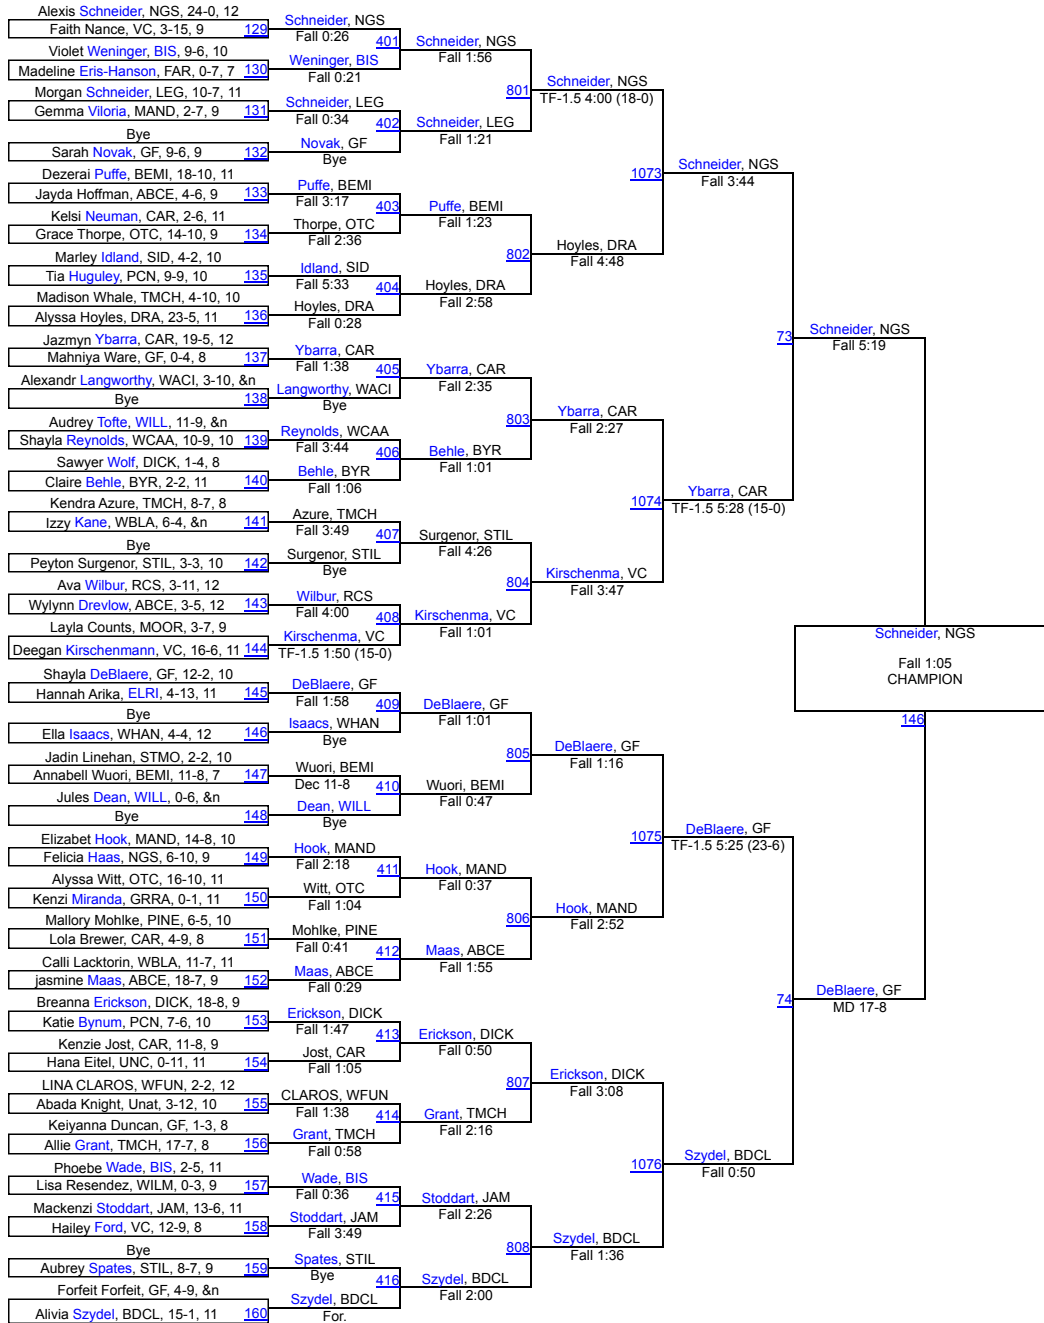 Alexis Schneider, NGS, 24-0, 12
Faith Nance, VC, 3-15, 9 129
Violet Weninger, BIS, 9-6, 10
Madeline Eris-Hanson, FAR, 0-7, 7 130
Morgan Schneider, LEG, 10-7, 11
Gemma Viloria, MAND, 2-7, 9 131
Bye
Sarah Novak, GF, 9-6, 9 132
Dezerai Puffe, BEMI, 18-10, 11
Jayda Hoffman, ABCE, 4-6, 9 133
Kelsi Neuman, CAR, 2-6, 11
Grace Thorpe, OTC, 14-10, 9 134
Marley Idland, SID, 4-2, 10
Tia Huguley, PCN, 9-9, 10 135
Madison Whale, TMCH, 4-10, 10
Alyssa Hoyles, DRA, 23-5, 11 136
Jazmyn Ybarra, CAR, 19-5, 12
Mahniya Ware, GF, 0-4, 8 137
Alexandr Langworthy, WACI, 3-10, &n
Bye 138
Audrey Tofte, WILL, 11-9, &n
Shayla Reynolds, WCAA, 10-9, 10 139
Sawyer Wolf, DICK, 1-4, 8
Claire Behle, BYR, 2-2, 11 140
Kendra Azure, TMCH, 8-7, 8
Izzy Kane, WBLA, 6-4, &n 141
Bye
Peyton Surgenor, STIL, 3-3, 10 142
Ava Wilbur, RCS, 3-11, 12
Wylynn Drevlow, ABCE, 3-5, 12 143
Layla Counts, MOOR, 3-7, 9
Deegan Kirschenmann, VC, 16-6, 11 144
Shayla DeBlaere, GF, 12-2, 10
Hannah Arika, ELRI, 4-13, 11 145
Bye
Ella Isaacs, WHAN, 4-4, 12 146
Jadin Linehan, STMO, 2-2, 10
Annabell Wuori, BEMI, 11-8, 7 147
Jules Dean, WILL, 0-6, &n
Bye 148
Elizabet Hook, MAND, 14-8, 10
Felicia Haas, NGS, 6-10, 9 149
Alyssa Witt, OTC, 16-10, 11
Kenzi Miranda, GRRA, 0-1, 11 150
Mallory Mohlke, PINE, 6-5, 10
Lola Brewer, CAR, 4-9, 8 151
Calli Lacktorin, WBLA, 11-7, 11
jasmine Maas, ABCE, 18-7, 9 152
Breanna Erickson, DICK, 18-8, 9
Katie Bynum, PCN, 7-6, 10 153
Kenzie Jost, CAR, 11-8, 9
Hana Eitel, UNC, 0-11, 11 154
LINA CLAROS, WFUN, 2-2, 12
Abada Knight, Unat, 3-12, 10 155
Keiyanna Duncan, GF, 1-3, 8
Allie Grant, TMCH, 17-7, 8 156
Phoebe Wade, BIS, 2-5, 11
Lisa Resendez, WILM, 0-3, 9 157
Mackenzi Stoddart, JAM, 13-6, 11
Hailey Ford, VC, 12-9, 8 158
Bye
Aubrey Spates, STIL, 8-7, 9 159
Forfeit Forfeit, GF, 4-9, &n
Alivia Szydel, BDCL, 15-1, 11 160
Schneider, NGS
Fall 0:26
401
Weninger, BIS
Fall 0:21
Schneider, LEG
Fall 0:34
402
Novak, GF
Bye
Puffe, BEMI
Fall 3:17
403
Thorpe, OTC
Fall 2:36
Idland, SID
Fall 5:33
404
Hoyles, DRA
Fall 0:28
Ybarra, CAR
Fall 1:38
405
Langworthy, WACI
Bye
Reynolds, WCAA
Fall 3:44
406
Behle, BYR
Fall 1:06
Azure, TMCH
Fall 3:49
407
Surgenor, STIL
Bye
Wilbur, RCS
Fall 4:00
408
Kirschenma, VC
TF-1.5 1:50 (15-0)
DeBlaere, GF
Fall 1:58
409
Isaacs, WHAN
Bye
Wuori, BEMI
Dec 11-8
410
Dean, WILL
Bye
Hook, MAND
Fall 2:18
411
Witt, OTC
Fall 1:04
Mohlke, PINE
Fall 0:41
412
Maas, ABCE
Fall 0:29
Erickson, DICK
Fall 1:47
413
Jost, CAR
Fall 1:05
CLAROS, WFUN
Fall 1:38
414
Grant, TMCH
Fall 0:58
Wade, BIS
Fall 0:36
415
Stoddart, JAM
Fall 3:49
Spates, STIL
Bye
416
Szydel, BDCL
For.
Schneider, NGS
Fall 1:56
801
Schneider, LEG
Fall 1:21
Puffe, BEMI
Fall 1:23
802
Hoyles, DRA
Fall 2:58
Ybarra, CAR
Fall 2:35
803
Behle, BYR
Fall 1:01
Surgenor, STIL
Fall 4:26
804
Kirschenma, VC
Fall 1:01
DeBlaere, GF
Fall 1:01
805
Wuori, BEMI
Fall 0:47
Hook, MAND
Fall 0:37
806
Maas, ABCE
Fall 1:55
Erickson, DICK
Fall 0:50
807
Grant, TMCH
Fall 2:16
Stoddart, JAM
Fall 2:26
808
Szydel, BDCL
Fall 2:00
Schneider, NGS
TF-1.5 4:00 (18-0)
1073
Hoyles, DRA
Fall 4:48
Ybarra, CAR
Fall 2:27
1074
Kirschenma, VC
Fall 3:47
DeBlaere, GF
Fall 1:16
1075
Hook, MAND
Fall 2:52
Erickson, DICK
Fall 3:08
1076
Szydel, BDCL
Fall 1:36
Schneider, NGS
Fall 3:44
73
Ybarra, CAR
TF-1.5 5:28 (15-0)
DeBlaere, GF
TF-1.5 5:25 (23-6)
74
Szydel, BDCL
Fall 0:50
Schneider, NGS
Fall 5:19
DeBlaere, GF
MD 17-8
Schneider, NGS
Fall 1:05
CHAMPION
146